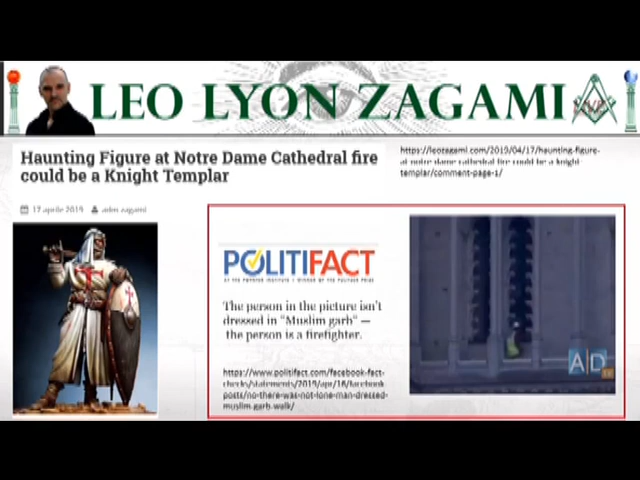 LEO LYON ZAGAMI
Haunting Figure at Notre Dame Cathedral fire
could be a Knight Templar
https://leozagami.com/2019/04/17/haunting-figure-
at-notre-dame-cathedral-fire-could-be-a-knight-
templar/comment-page-1/
17 aprile 2019
zagami
POLITIFACT
The person in the picture isn't
dressed in "Muslim garb" —
the person is a firefighter.
https://www.politifact.com/facebook-fact-
checks/statements/2019/apr/16/facebook-
posts/no-there-was-not-lone-man-dressed-
muslim-garb-walk/
A|D